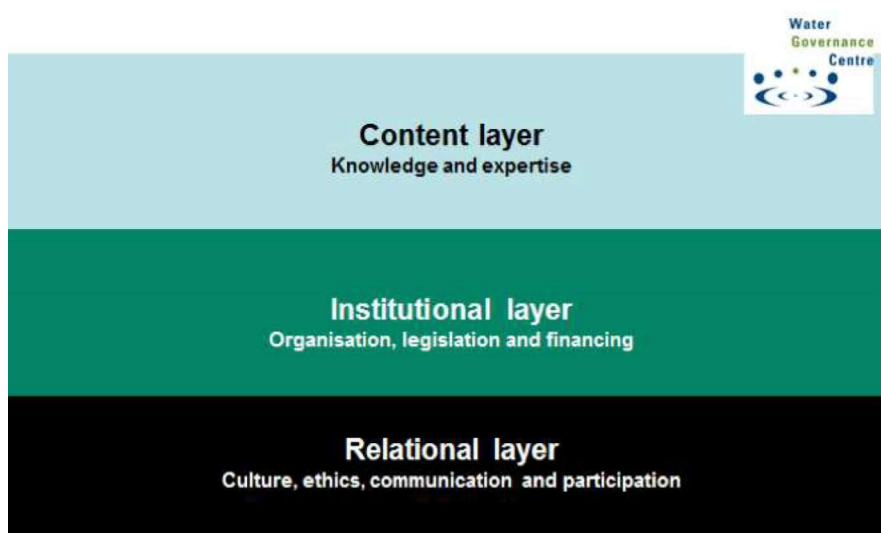 Water
Governance
Centre
Content layer
Knowledge and expertise
Institutional layer
Organisation, legislation and financing
Relational layer
Culture, ethics, communication and participation